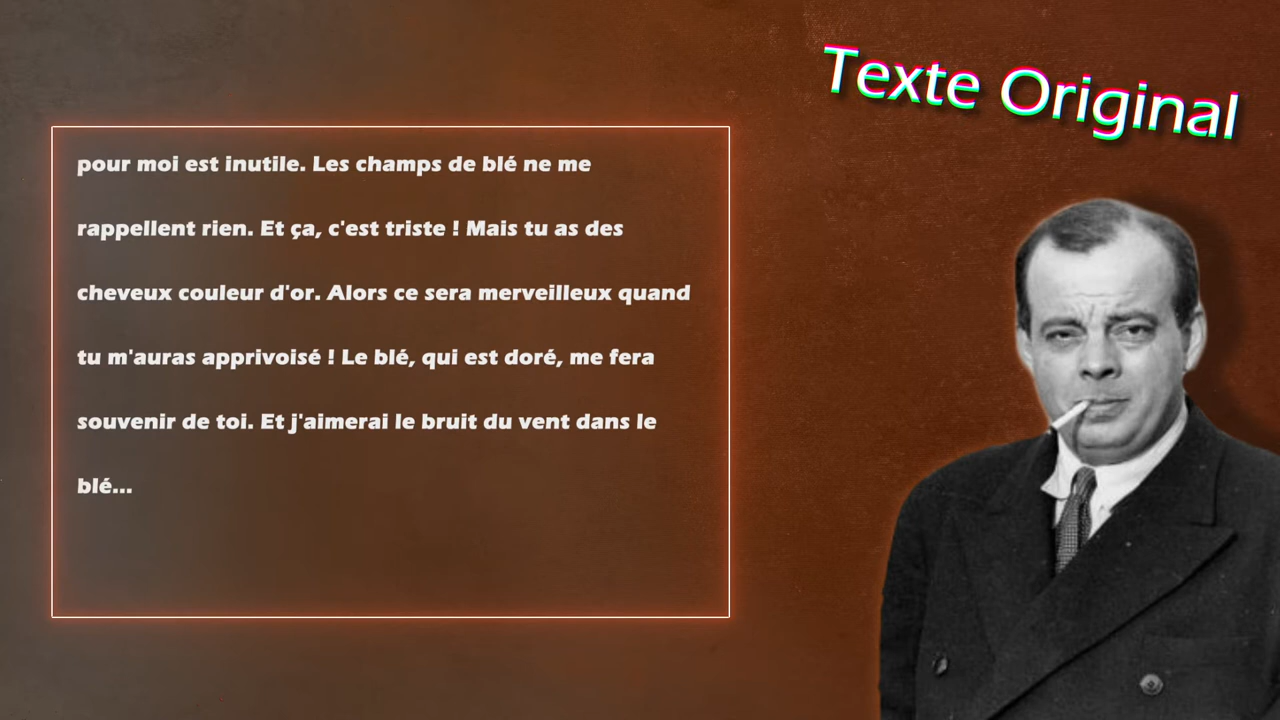 Texte Original
pour moi est inutile. Les champs de blé ne me
rappellent rien. Et ça, c'est triste ! Mais tu as des
cheveux couleur d'or. Alors ce sera merveilleux quand
tu m'auras apprivoisé ! Le blé, qui est doré, me fera
souvenir de toi. Et j'aimerai le bruit du vent dans le
blé...